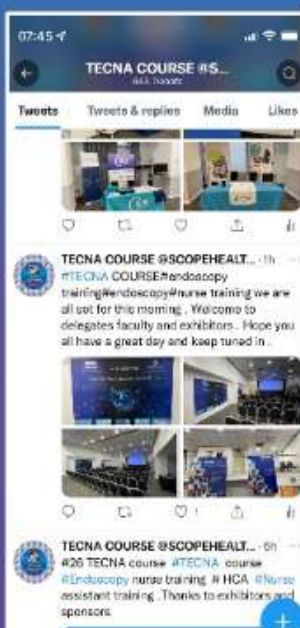 07:45
TECNA COURSE @S...
Tweets
Tweets & replies
Media
Likes
TECNA COURSE @SCOPEHEALT... · 1h
#TECNA COURSE#endoscopy
training#endoscopy#nurse training we are
all set for this morning . Welcome to
delegates faculty and exhibitors . Hope you
all have a great day and keep tuned in .
1
TECNA COURSE @SCOPEHEALT... · 6h
#26 TECNA course #TECNA course
#Endoscopy nurse training # HCA #Nurse
assistant training .Thanks to exhibitors and
sponsors